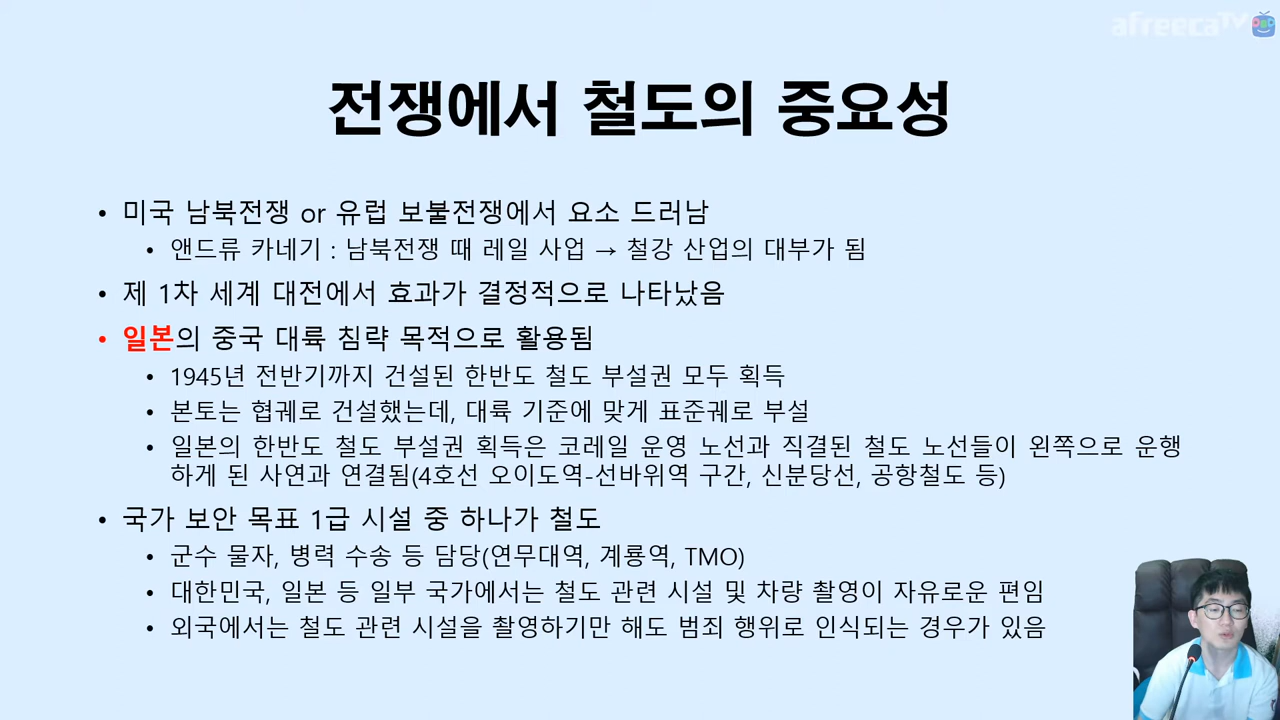 afreecaTV
전쟁에서 철도의 중요성
• 미국 남북전쟁 or 유럽 보불전쟁에서 요소 드러남
• 앤드류 카네기 : 남북전쟁 때 레일 사업 → 철강 산업의 대부가 됨
• 제 1차 세계 대전에서 효과가 결정적으로 나타났음
• 일본의 중국 대륙 침략 목적으로 활용됨
• 1945년 전반기까지 건설된 한반도 철도 부설권 모두 획득
• 본토는 협궤로 건설했는데, 대륙 기준에 맞게 표준궤로 부설
• 일본의 한반도 철도 부설권 획득은 코레일 운영 노선과 직결된 철도 노선들이 왼쪽으로 운행
하게 된 사연과 연결됨(4호선 오이도역-선바위역 구간, 신분당선, 공항철도 등)
• 국가 보안 목표 1급 시설 중 하나가 철도
• 군수 물자, 병력 수송 등 담당(연무대역, 계룡역, TMO)
• 대한민국, 일본 등 일부 국가에서는 철도 관련 시설 및 차량 촬영이 자유로운 편임
• 외국에서는 철도 관련 시설을 촬영하기만 해도 범죄 행위로 인식되는 경우가 있음